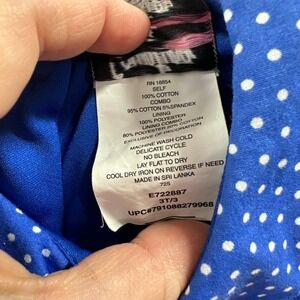 RN 18854
SELF
100% COTTON
COMBO
95% COTTON 5%SPANDEX
LINING
100% POLYESTER
LINING COMBO
80% POLYESTER 20% COTTON
EXCLUSIVE OF DECORATION
MACHINE WASH COLD
DELICATE CYCLE
NO BLEACH
LAY FLAT TO DRY
COOL DRY IRON ON REVERSE IF NEED
MADE IN SRI LANKA
725
E722887
3T/3
UPC#791088279968